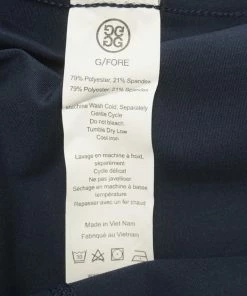 G/FORE
79% Polyester, 21% Spandex
79% Polyester, 21% Spandex
Machine Wash Cold, Separately
Gentle Cycle
Do not bleach
Tumble Dry Low
Cool iron
Lavage en machine à froid,
séparément
Cycle délicat
Ne pas javelliser
Séchage en machine à basse
température
Repasser avec un fer chaud
Made in Viet Nam
Fabriqué au Vietnam